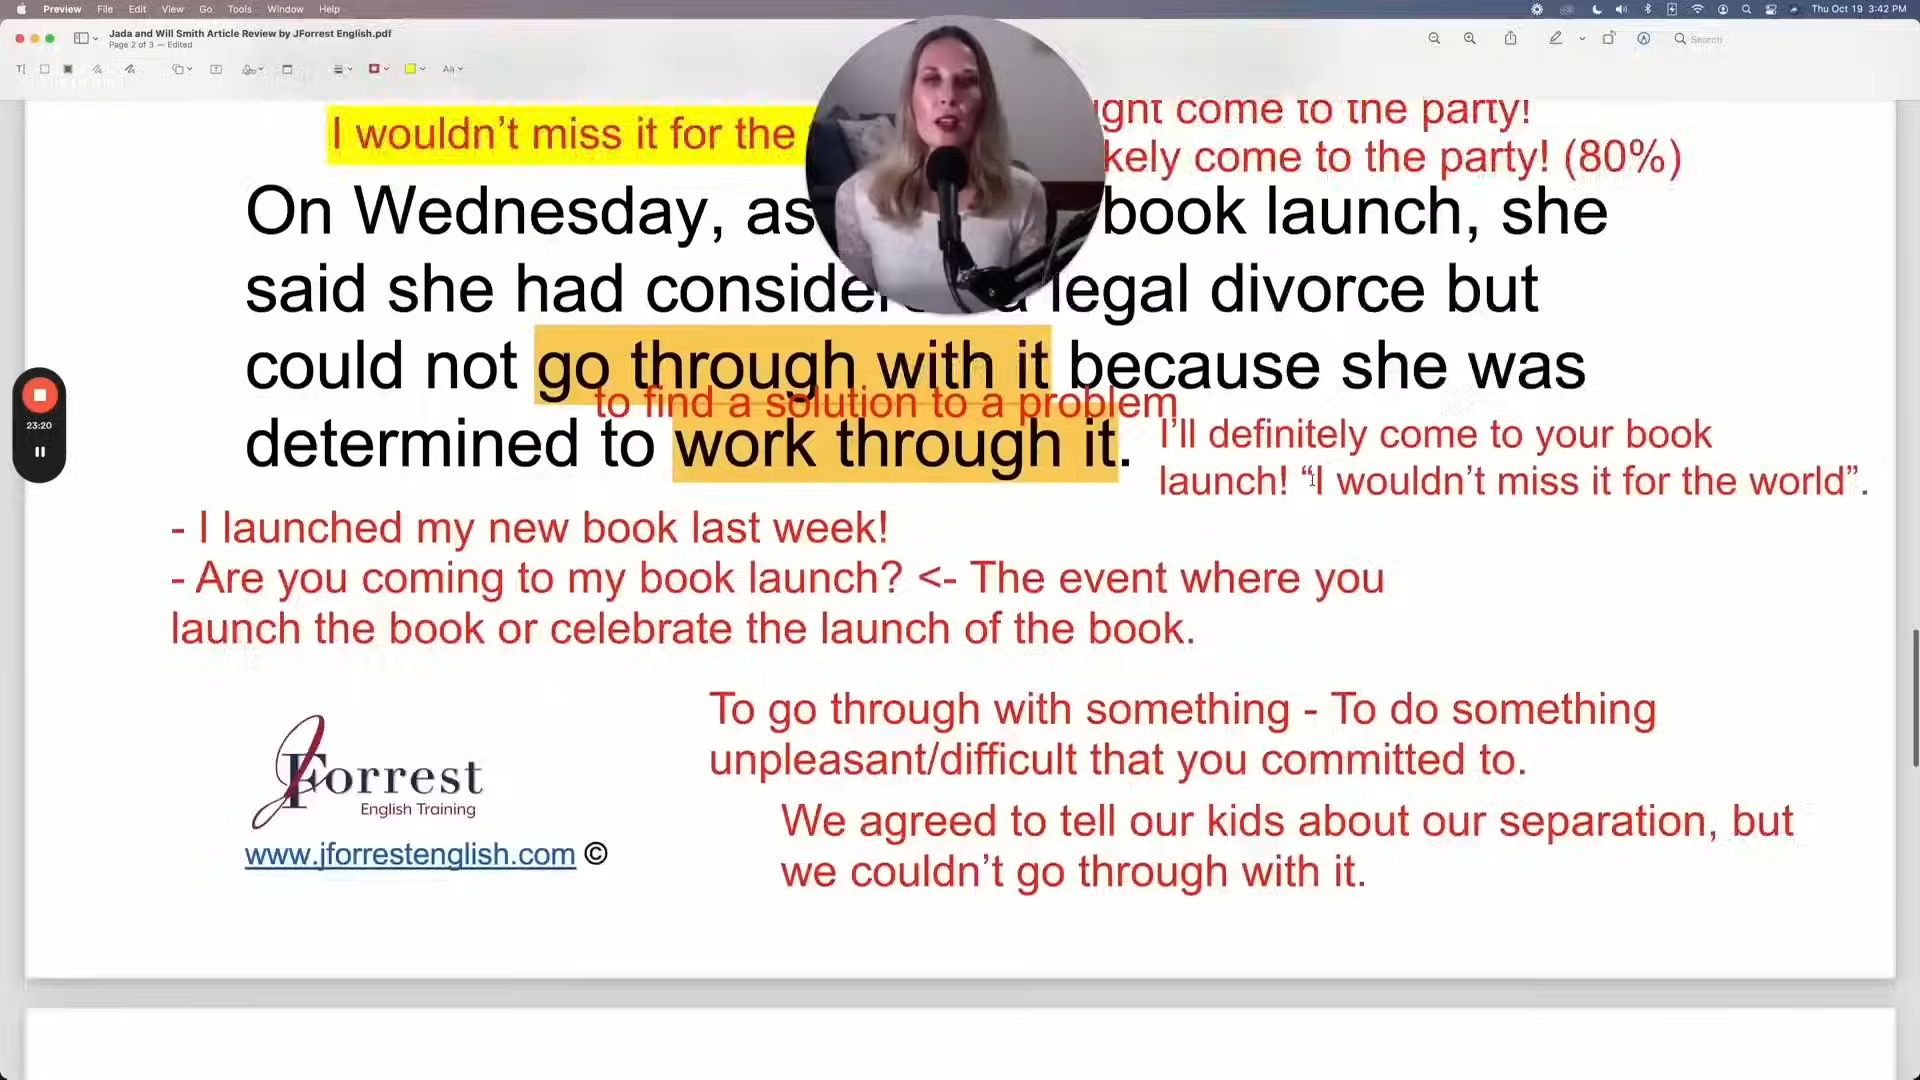 Preview File Edit View Go Tools Window Help
Thu Oct 19 3:42 PM
Jada and Will Smith Article Review by JForrest English.pdf
Page 2 of 3 — Edited
Search
come to the party!
I wouldn’t miss it for the
come to the party! (80%)
On Wednesday, as book launch, she
said she had legal divorce but
could not go through with it because she was
to find a solution to a problem
determined to work through it.
I’ll definitely come to your book
launch! “I wouldn’t miss it for the world”.
23:20
- I launched my new book last week!
- Are you coming to my book launch? <- The event where you
launch the book or celebrate the launch of the book.
To go through with something - To do something
unpleasant/difficult that you committed to.
JForrest
English Training
www.jforrestenglish.com ©
We agreed to tell our kids about our separation, but
we couldn’t go through with it.